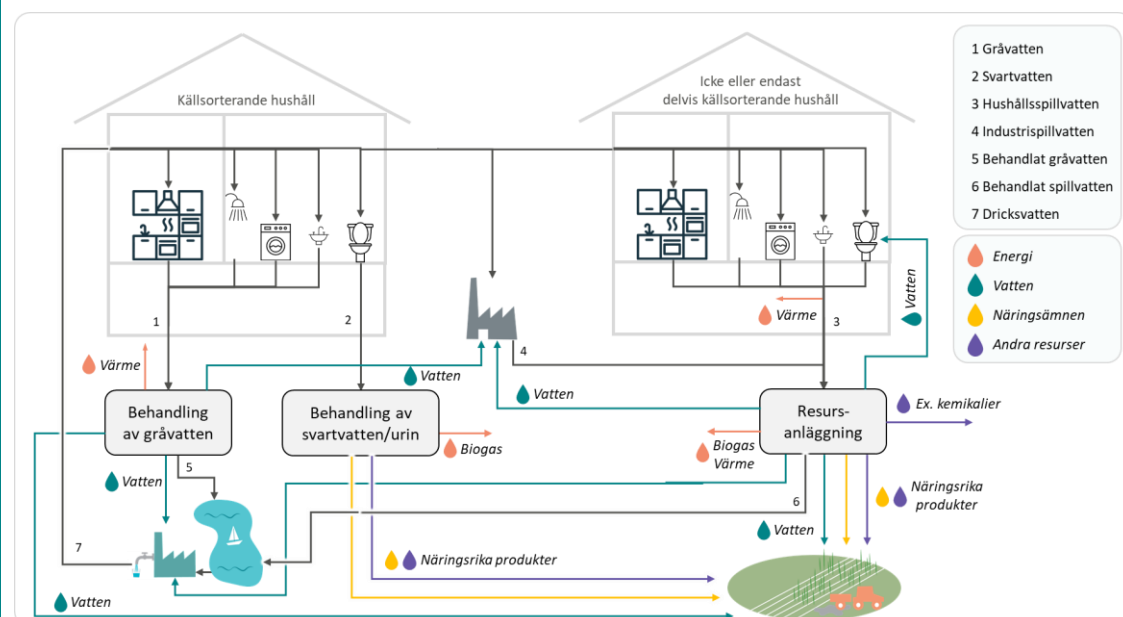 Källsorterande hushåll
Icke eller endast
delvis källsorterande hushåll
1 Gråvatten
2 Svartvatten
3 Hushållsspillvatten
4 Industrispillvatten
5 Behandlat gråvatten
6 Behandlat spillvatten
7 Dricksvatten
Energi
Vatten
Näringsämnen
Andra resurser
1
2
Värme
3
Vatten
Värme
4
Vatten
Vatten
Behandling
av gråvatten
Behandling av
svartvatten/urin
Resurs-
anläggning
Ex. kemikalier
Biogas
Biogas
Värme
5
Vatten
6
Näringsrika
produkter
Vatten
7
Näringsrika produkter
Vatten